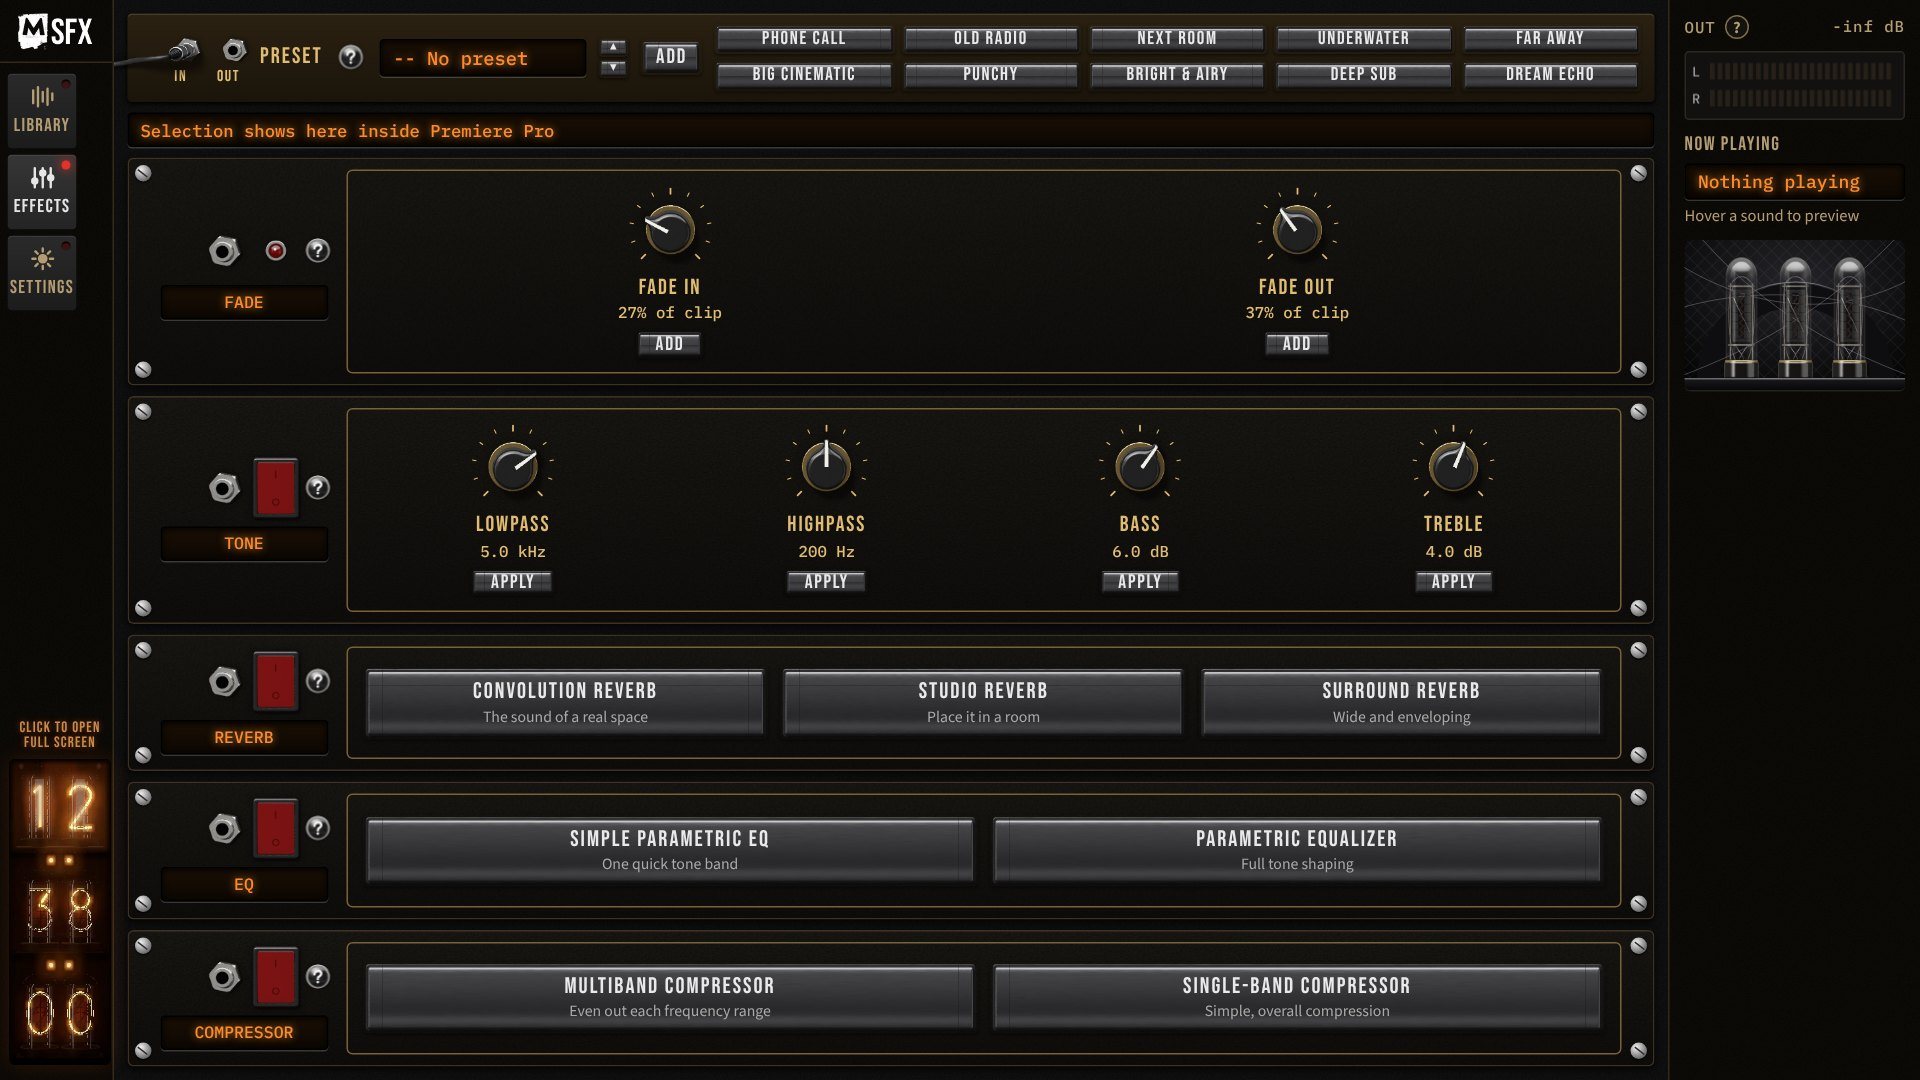 MSFX
LIBRARY
EFFECTS
SETTINGS
CLICK TO OPEN
FULL SCREEN
12
38
00
IN
OUT
PRESET
?
-- No preset
ADD
PHONE CALL
OLD RADIO
NEXT ROOM
UNDERWATER
FAR AWAY
BIG CINEMATIC
PUNCHY
BRIGHT & AIRY
DEEP SUB
DREAM ECHO
Selection shows here inside Premiere Pro
?
FADE
FADE IN
27% of clip
ADD
FADE OUT
37% of clip
ADD
?
TONE
LOWPASS
5.0 kHz
APPLY
HIGHPASS
200 Hz
APPLY
BASS
6.0 dB
APPLY
TREBLE
4.0 dB
APPLY
?
REVERB
CONVOLUTION REVERB
The sound of a real space
STUDIO REVERB
Place it in a room
SURROUND REVERB
Wide and enveloping
?
EQ
SIMPLE PARAMETRIC EQ
One quick tone band
PARAMETRIC EQUALIZER
Full tone shaping
?
COMPRESSOR
MULTIBAND COMPRESSOR
Even out each frequency range
SINGLE-BAND COMPRESSOR
Simple, overall compression
OUT ? -inf dB
L
R
NOW PLAYING
Nothing playing
Hover a sound to preview